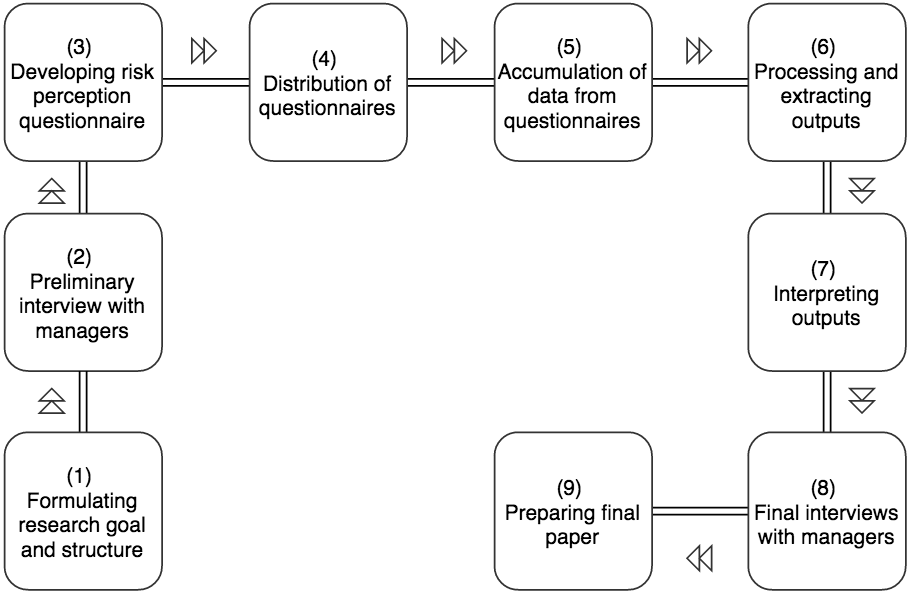 (1)
Formulating
research goal
and structure
(2)
Preliminary
interview with
managers
(3)
Developing risk
perception
questionnaire
(4)
Distribution of
questionnaires
(5)
Accumulation of
data from
questionnaires
(6)
Processing and
extracting
outputs
(7)
Interpreting
outputs
(8)
Final interviews
with managers
(9)
Preparing final
paper